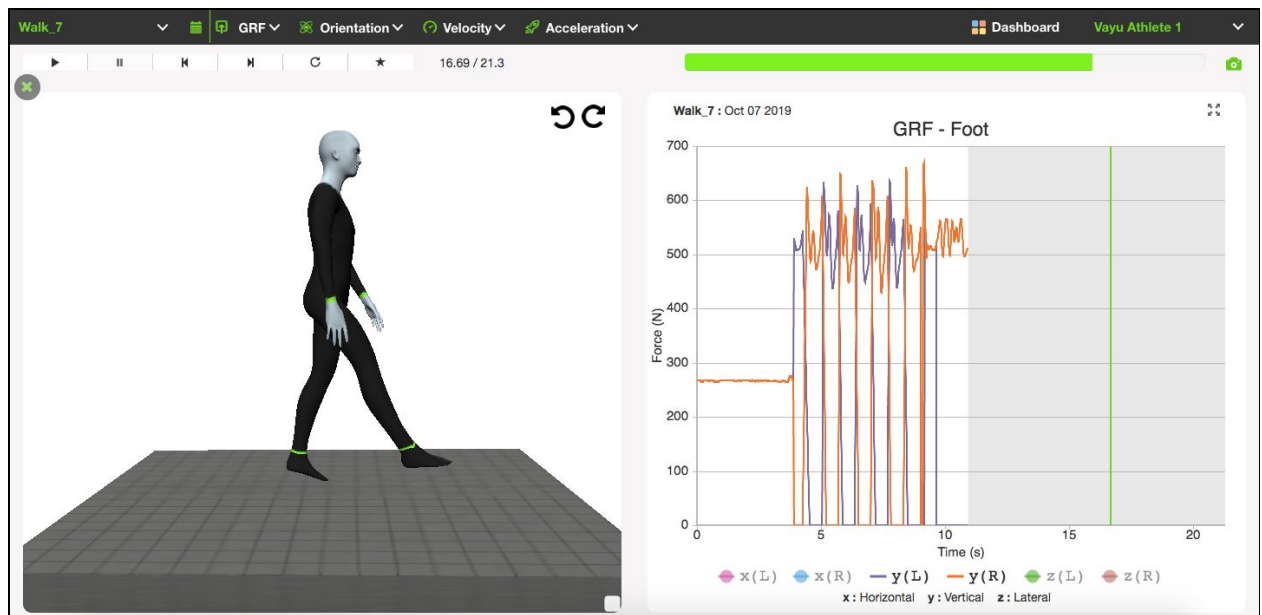 Walk_7 GRF Orientation Velocity Acceleration Dashboard Vayu Athlete 1
16.69 / 21.3
Walk_7 : Oct 07 2019
GRF - Foot
700
600
500
400
300
200
100
0
Force (N)
0 5 10 15 20
Time (s)
x(L) x(R) y(L) y(R) z(L) z(R)
x : Horizontal y : Vertical z : Lateral